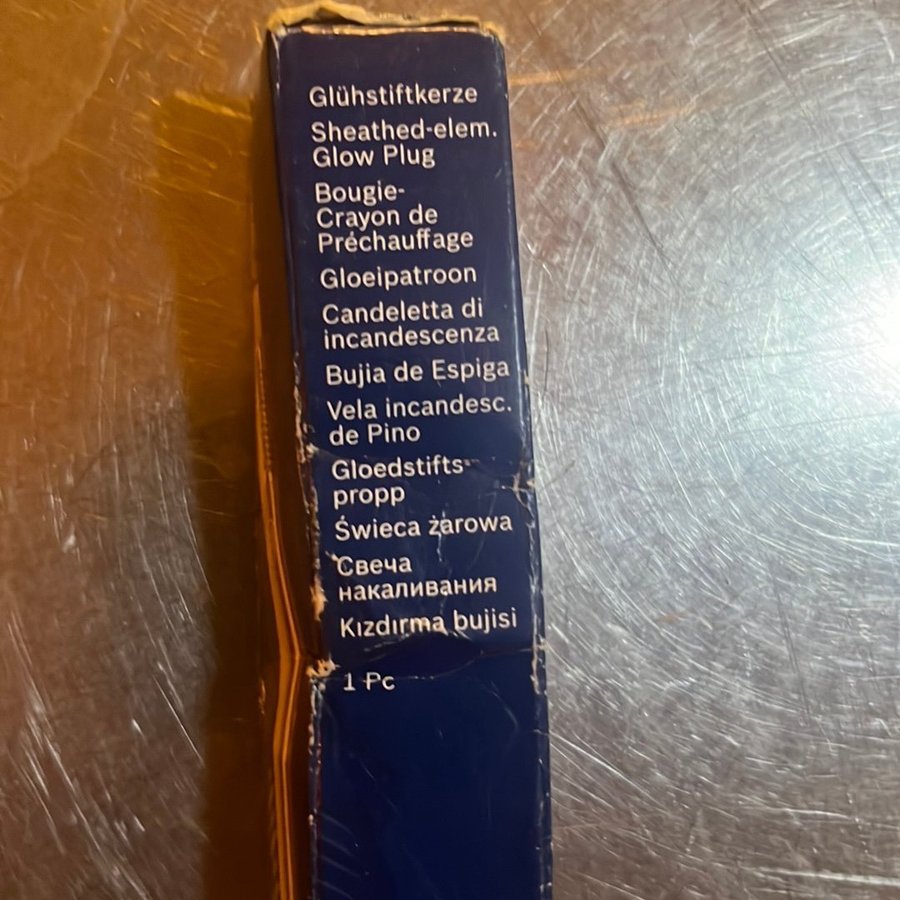 Glühstiftkerze
Sheathed-elem.
Glow Plug
Bougie-
Crayon de
Préchauffage
Gloeipatroon
Candeletta di
incandescenza
Bujia de Espiga
Vela incandesc.
de Pino
Gloedstifts-
propp
Świeca żarowa
Свеча
накаливания
Kızdırma bujisi
1 Pc